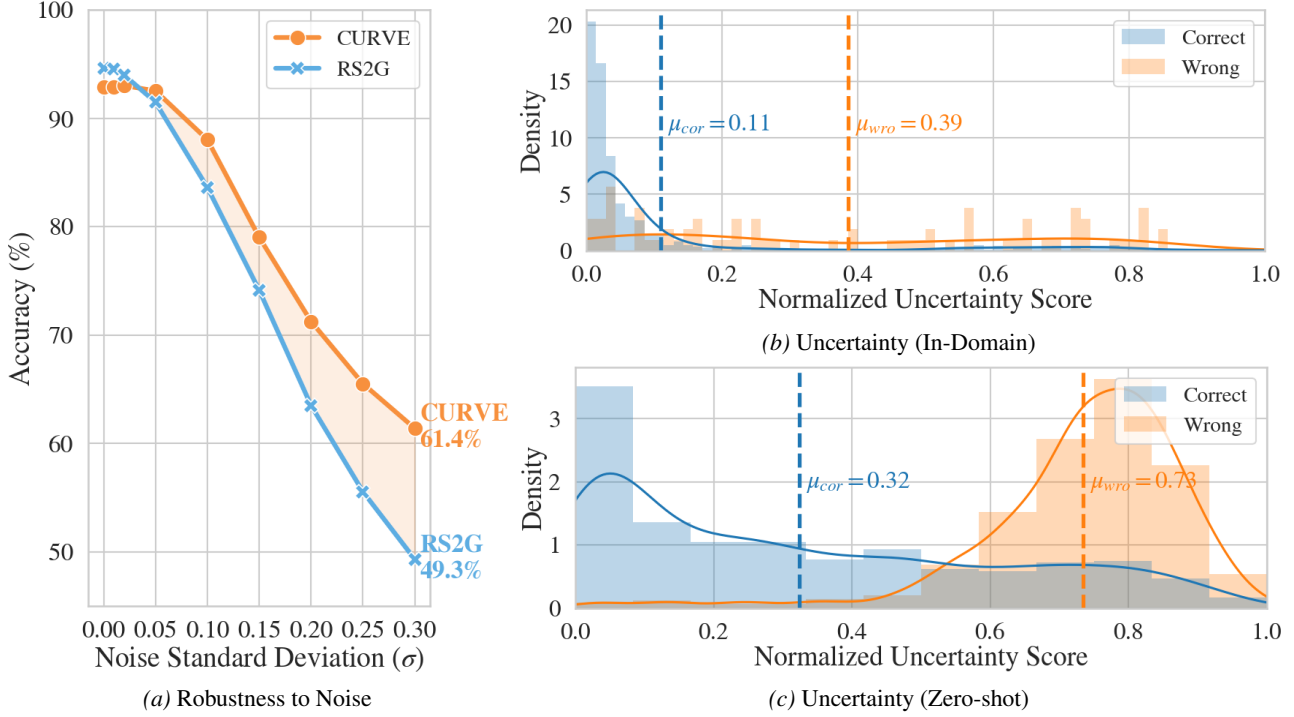 100
90
80
70
60
50
Accuracy (%)
CURVE
RS2G
CURVE
61.4%
RS2G
49.3%
0.00 0.05 0.10 0.15 0.20 0.25 0.30
Noise Standard Deviation (σ)
(a) Robustness to Noise
20
15
10
5
0
Density
Correct
Wrong
μcor = 0.11
μwro = 0.39
0.0 0.2 0.4 0.6 0.8 1.0
Normalized Uncertainty Score
(b) Uncertainty (In-Domain)
3
2
1
0
Density
Correct
Wrong
μcor = 0.32
μwro = 0.73
0.0 0.2 0.4 0.6 0.8 1.0
Normalized Uncertainty Score
(c) Uncertainty (Zero-shot)